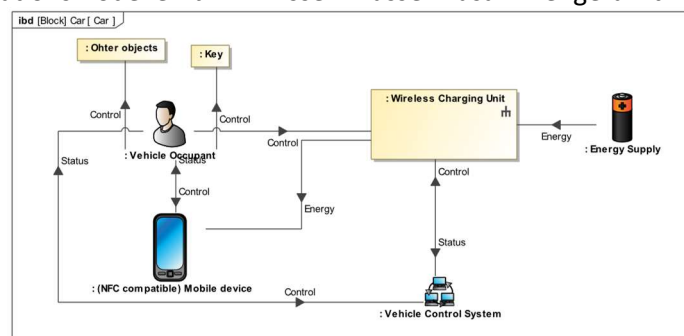 ibd [Block] Car [ Car ]
: Ohter objects
: Key
Control
Control
: Wireless Charging Unit
Control
Energy
: Energy Supply
: Vehicle Occupant
Status
Status
Control
Control
Energy
Status
: (NFC compatible) Mobile device
Control
: Vehicle Control System